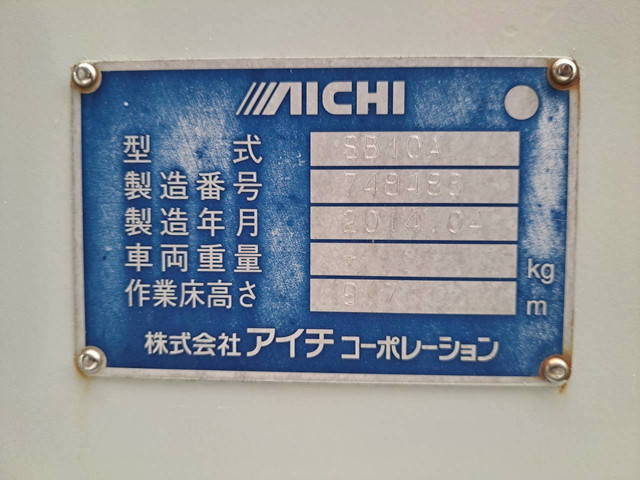 AICHI
型式 SB10A
製造番号
製造年月 2014.04
車両重量 kg
作業床高さ 9.7 m
株式会社アイチコーポレーション